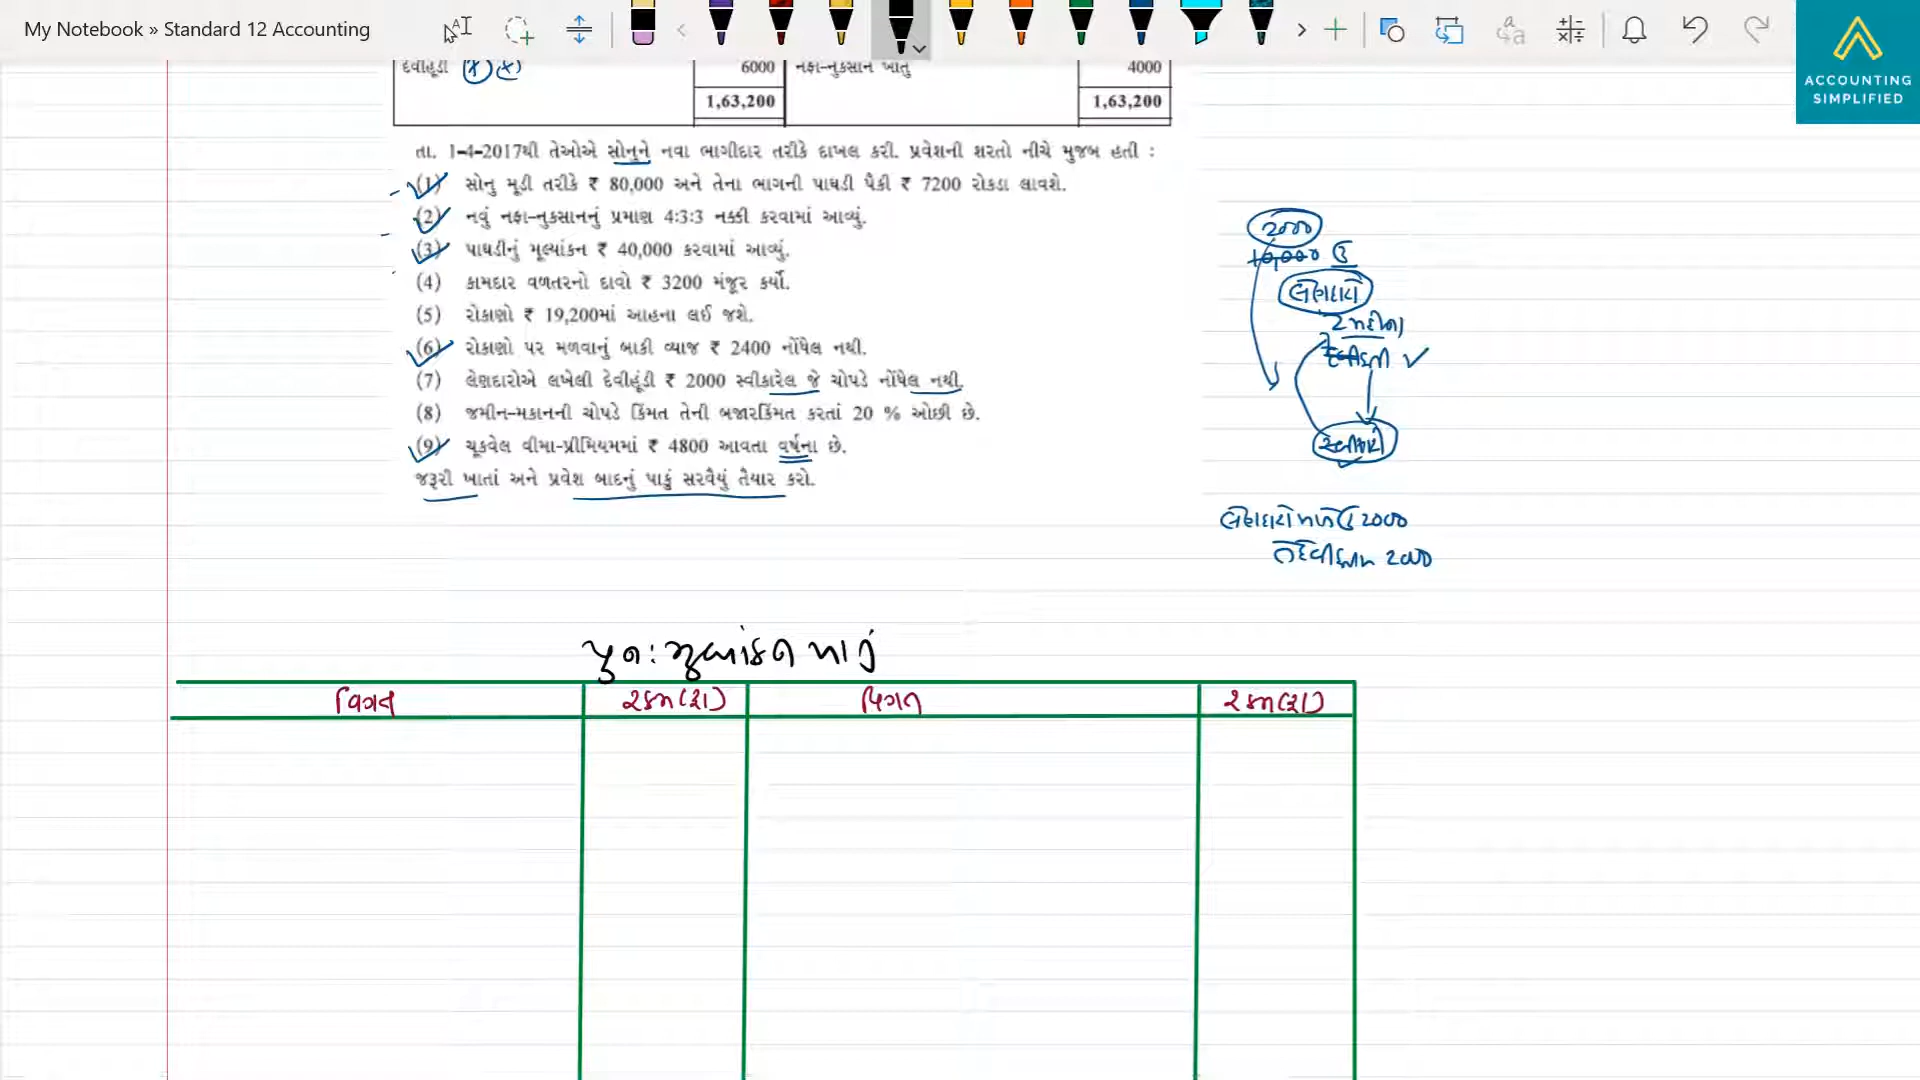 My Notebook » Standard 12 Accounting
ACCOUNTING
SIMPLIFIED
દેવીહૂંડી 6000 નફા-નુકસાન ખાતુ 4000
1,63,200 1,63,200
તા. 1-4-2017થી તેઓએ સોનુને નવા ભાગીદાર તરીકે દાખલ કરી. પ્રવેશની શરતો નીચે મુજબ હતી :
(1) સોનુ મૂડી તરીકે ₹ 80,000 અને તેના ભાગની પાઘડી પૈકી ₹ 7200 રોકડા લાવશે.
(2) નવું નફા-નુકસાનનું પ્રમાણ 4:3:3 નક્કી કરવામાં આવ્યું.
(3) પાઘડીનું મૂલ્યાંકન ₹ 40,000 કરવામાં આવ્યું.
(4) કામદાર વળતરનો દાવો ₹ 3200 મંજૂર કર્યો.
(5) રોકાણો ₹ 19,200માં આહના લઈ જશે.
(6) રોકાણો પર મળવાનું બાકી વ્યાજ ₹ 2400 નોંધેલ નથી.
(7) લેણદારોએ લખેલી દેવીહૂંડી ₹ 2000 સ્વીકારેલ જે ચોપડે નોંધેલ નથી.
(8) જમીન-મકાનની ચોપડે કિંમત તેની બજારકિંમત કરતાં 20 % ઓછી છે.
(9) ચૂકવેલ વીમા-પ્રીમિયમમાં ₹ 4800 આવતા વર્ષના છે.
જરૂરી ખાતાં અને પ્રવેશ બાદનું પાકું સરવૈયું તૈયાર કરો.
2000
10,000 ઉ
લેણદારો
2 મહીના
લેણદારો ખાતે ઉ 2000
તે દેવીહૂંડી ખાતે 2000
પુન:મુલ્યાંકન ખાતું
વિગત રકમ(રૂા) વિગત રકમ(રૂા)